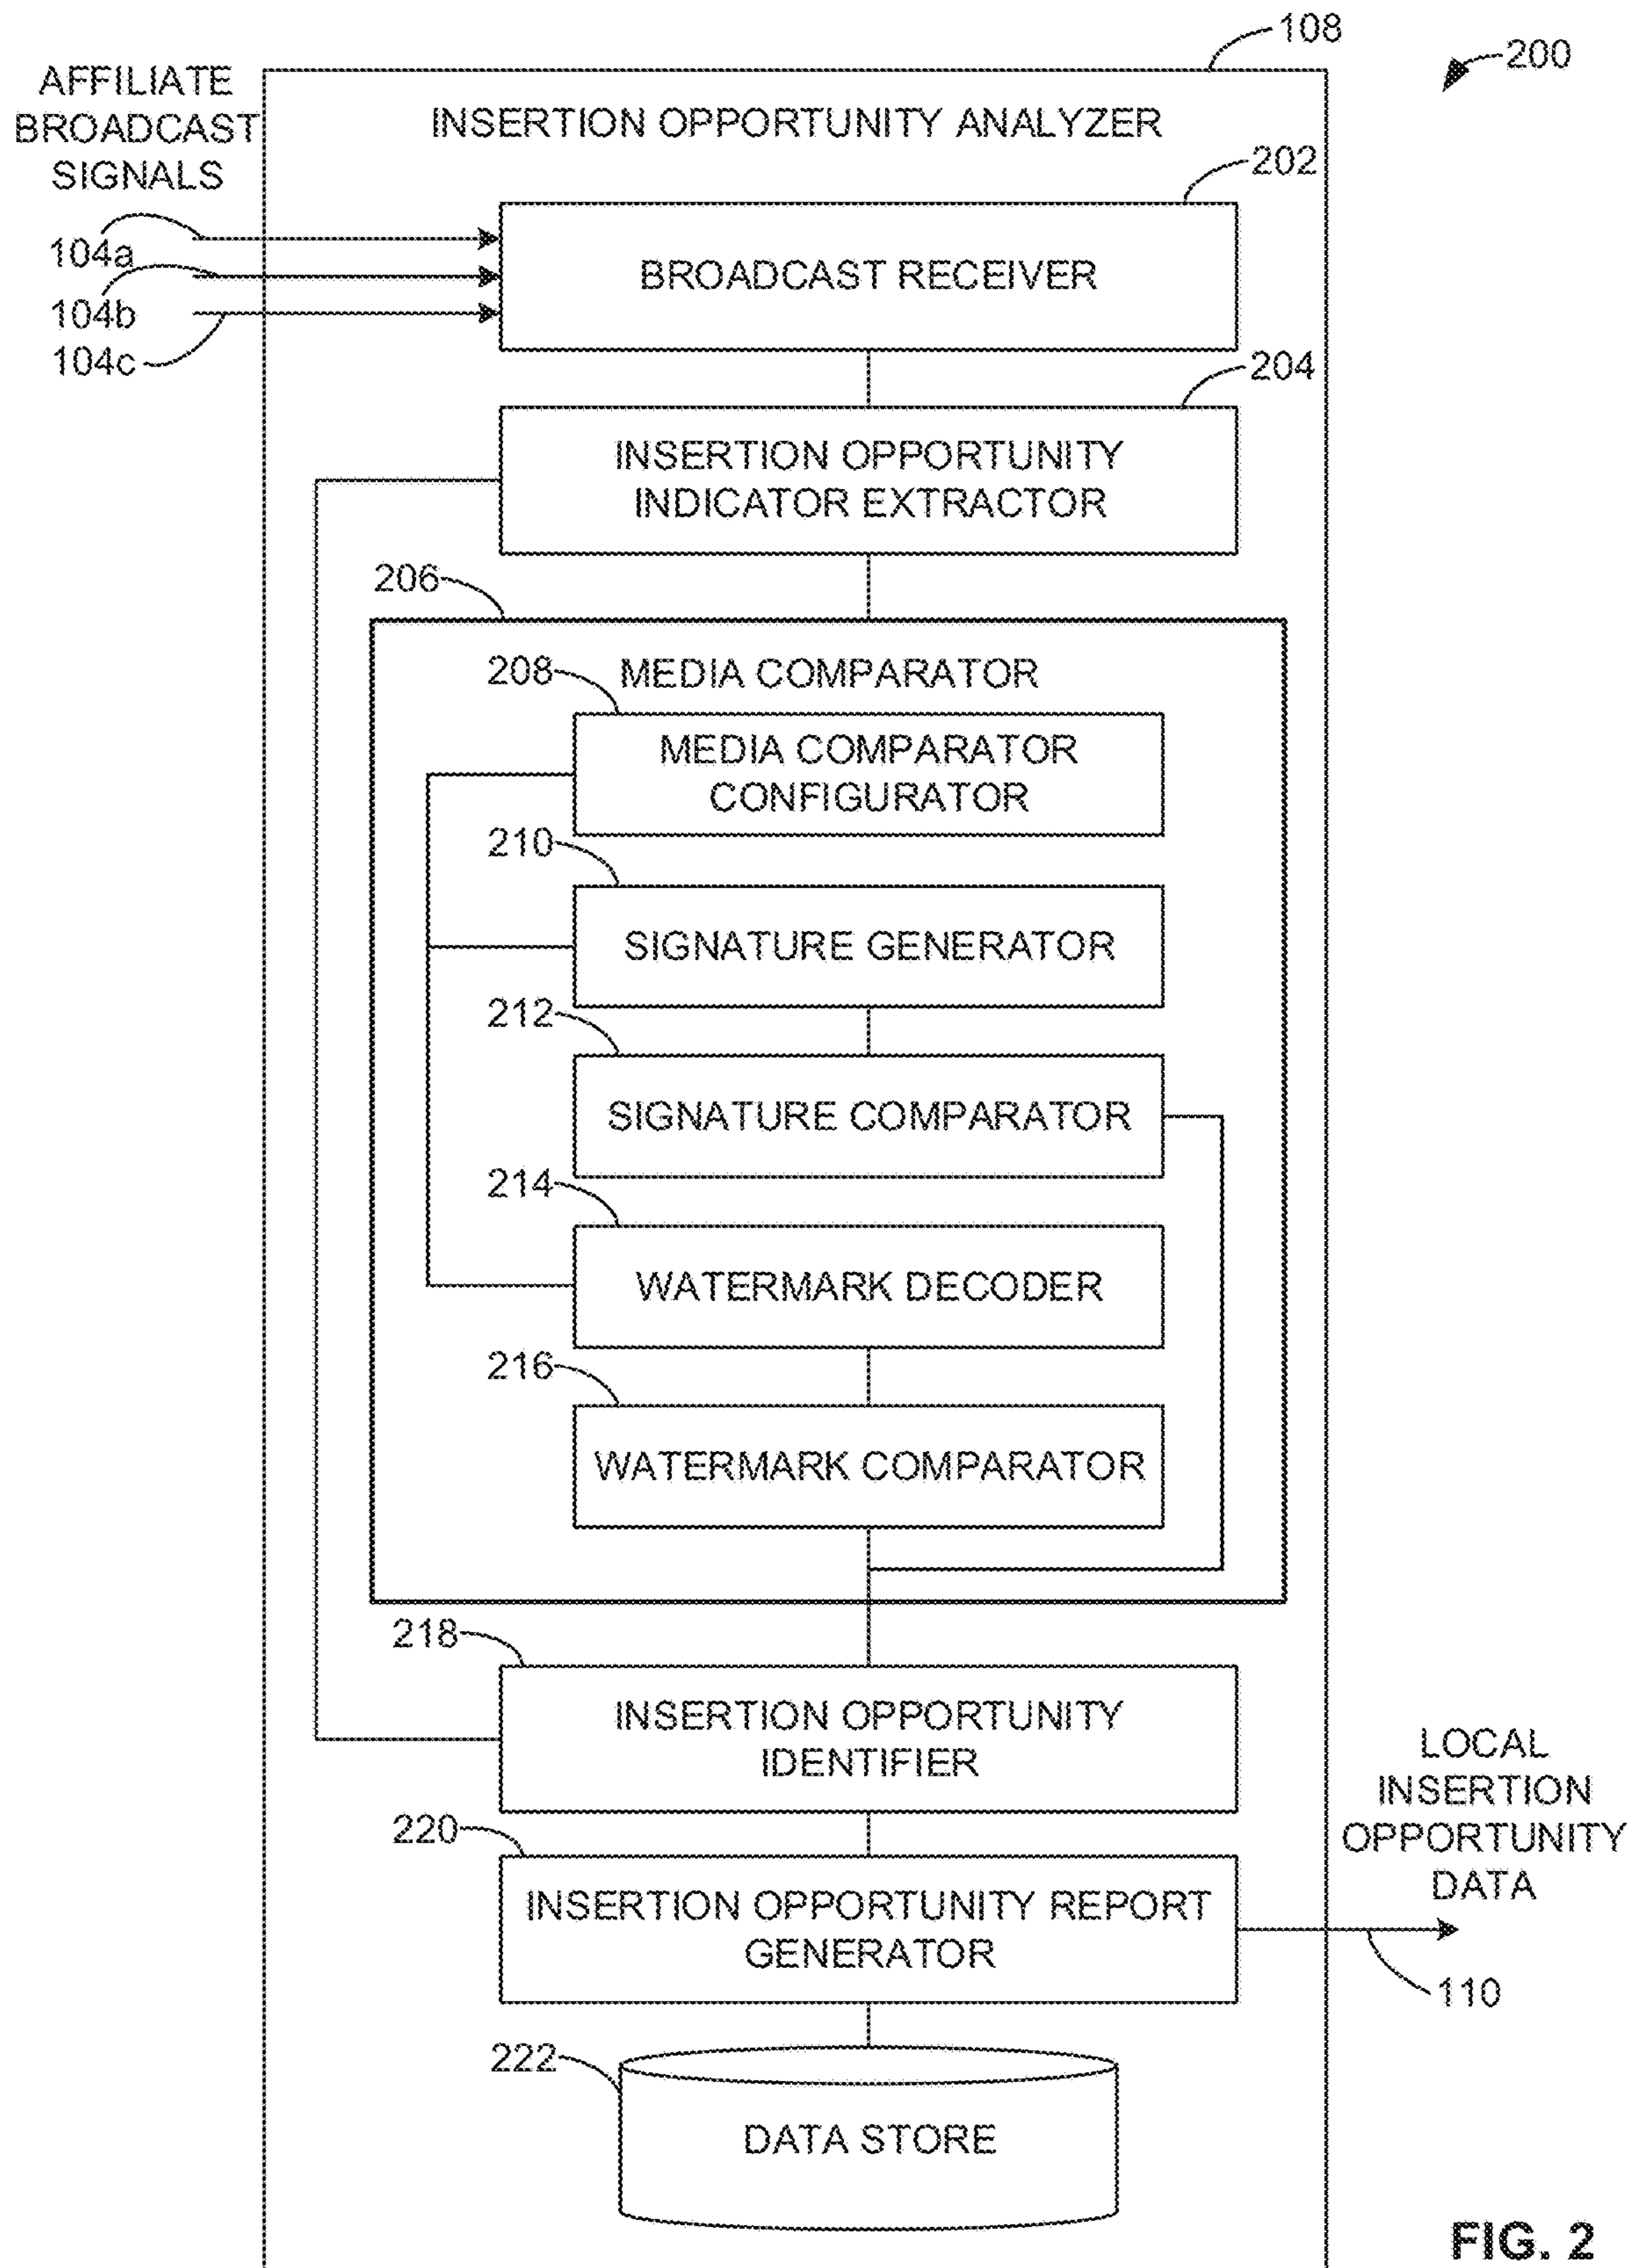 108
200
AFFILIATE
BROADCAST
SIGNALS
INSERTION OPPORTUNITY ANALYZER
202
104a
104b
104c
BROADCAST RECEIVER
204
INSERTION OPPORTUNITY
INDICATOR EXTRACTOR
206
208
MEDIA COMPARATOR
MEDIA COMPARATOR
CONFIGURATOR
210
SIGNATURE GENERATOR
212
SIGNATURE COMPARATOR
214
WATERMARK DECODER
216
WATERMARK COMPARATOR
218
INSERTION OPPORTUNITY
IDENTIFIER
LOCAL
INSERTION
OPPORTUNITY
DATA
220
INSERTION OPPORTUNITY REPORT
GENERATOR
110
222
DATA STORE
FIG. 2